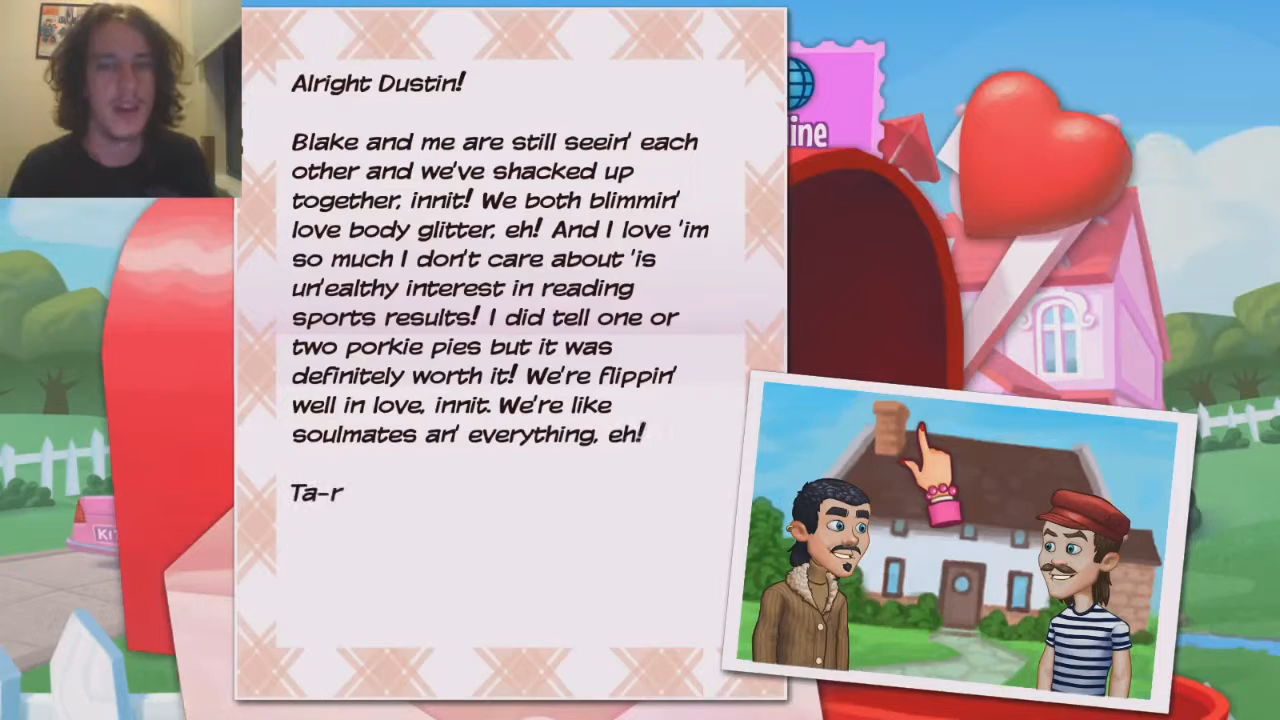 Alright Dustin!
Blake and me are still seein' each
other and we've shacked up
together, innit! We both blimmin'
love body glitter, eh! And I love 'im
so much I don't care about 'is
un'ealthy interest in reading
sports results! I did tell one or
two porkie pies but it was
definitely worth it! We're flippin'
well in love, innit. We're like
soulmates an' everything, eh!
Ta-r
ine
KI